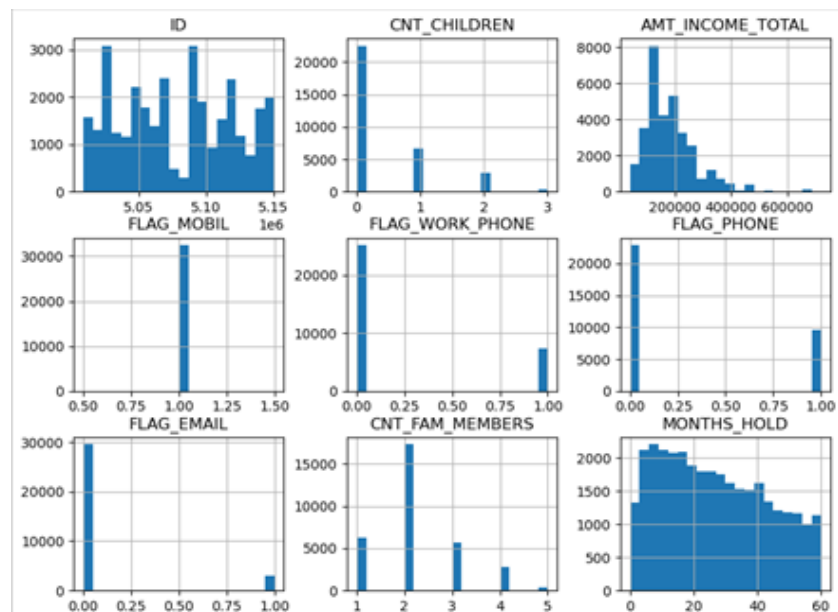 ID
3000
2000
1000
0
5.05 5.10 5.15
1e6
CNT_CHILDREN
20000
15000
10000
5000
0
0 1 2 3
AMT_INCOME_TOTAL
8000
6000
4000
2000
0
200000 400000 600000
FLAG_MOBIL
30000
20000
10000
0
0.50 0.75 1.00 1.25 1.50
FLAG_WORK_PHONE
20000
10000
0
0.00 0.25 0.50 0.75 1.00
FLAG_PHONE
20000
15000
10000
5000
0
0.00 0.25 0.50 0.75 1.00
FLAG_EMAIL
30000
20000
10000
0
0.00 0.25 0.50 0.75 1.00
CNT_FAM_MEMBERS
15000
10000
5000
0
1 2 3 4 5
MONTHS_HOLD
2000
1500
1000
500
0
0 20 40 60